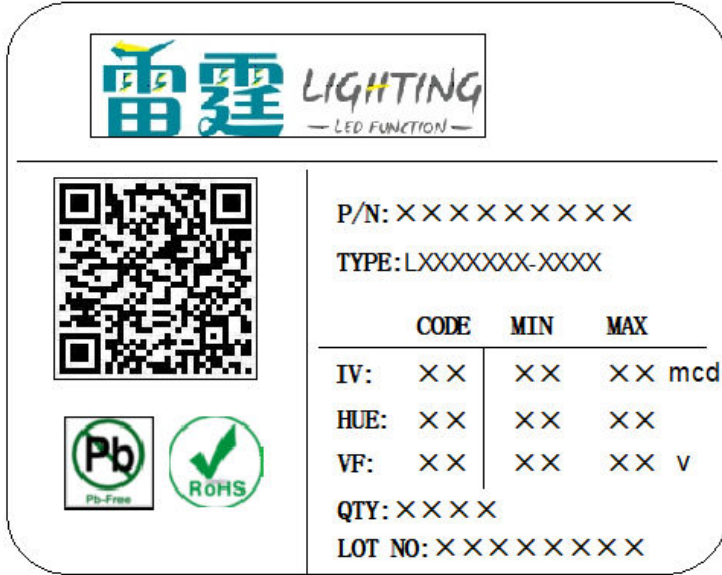 雷霆 LIGHTING
— LED FUNCTION —
P/N:×××××××××
TYPE:LXXXXXXX-XXXX
CODE MIN MAX
IV: ×× ×× ×× mcd
HUE: ×× ×× ××
VF: ×× ×× ×× v
QTY:××××
LOT NO:××××××××
Pb
Pb-Free
RoHS